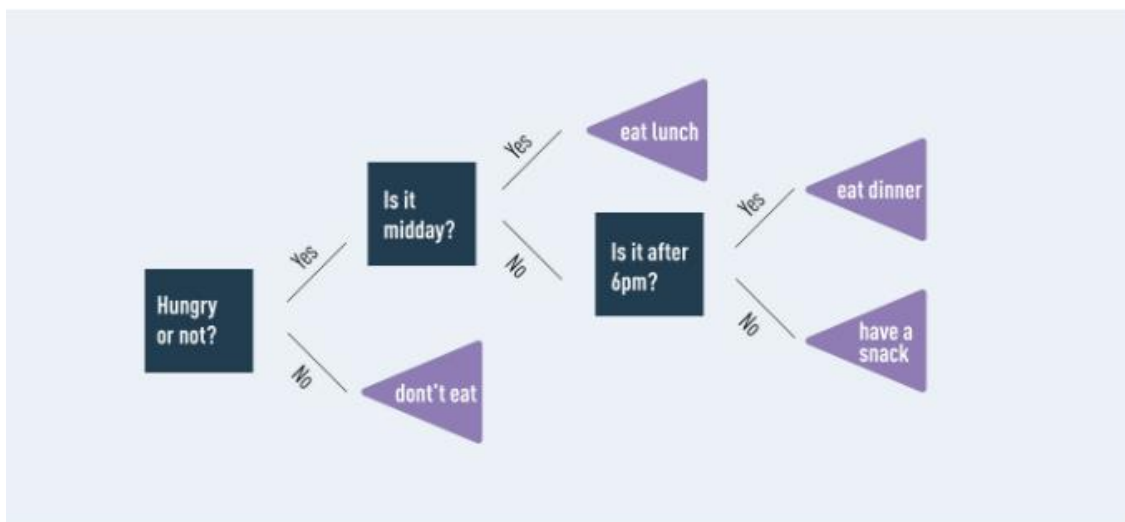 Hungry
or not?
Yes
No
Is it
midday?
dont't eat
Yes
No
eat lunch
Is it after
6pm?
Yes
No
eat dinner
have a
snack